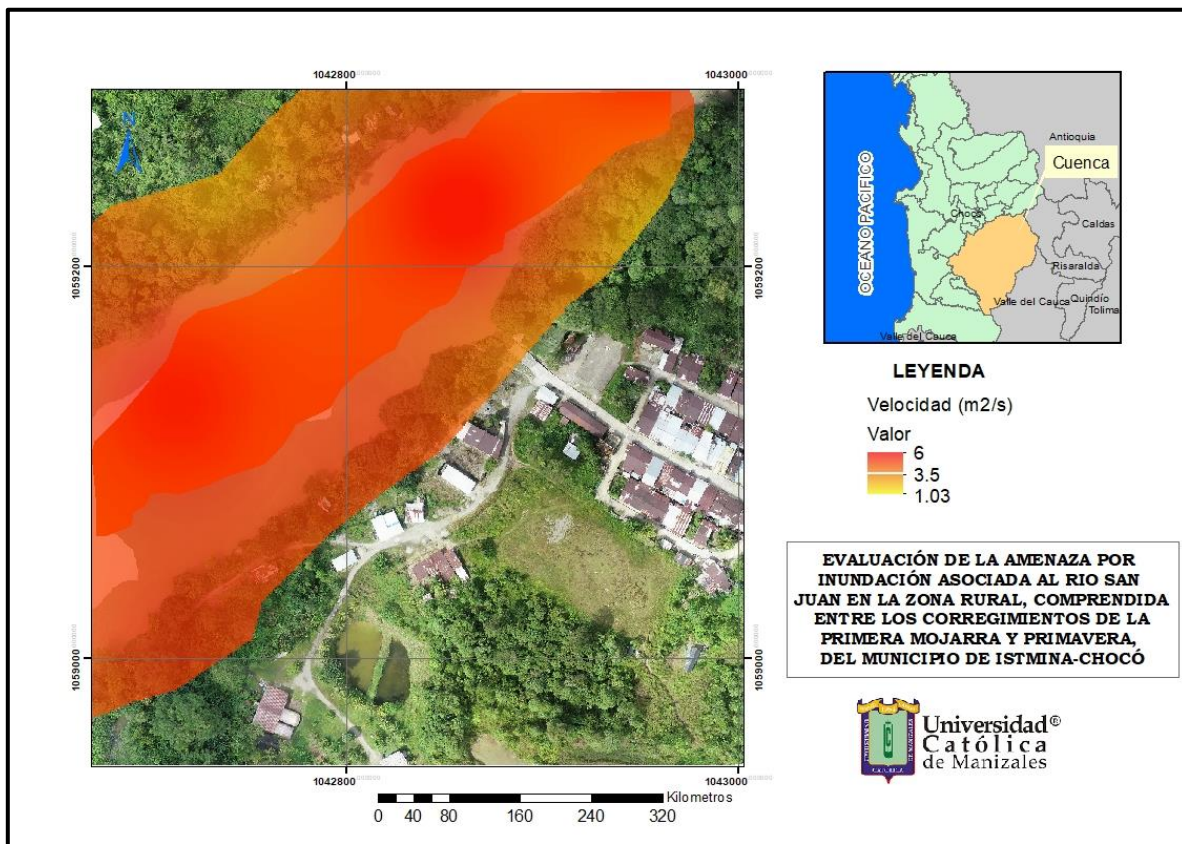 1042800
1043000
N
1059200
1059200
1059000
1059000
1042800
1043000
Kilometros
0 40 80 160 240 320
OCEANO PACIFICO
Antioquia
Cuenca
Chocó
Caldas
Risaralda
Valle del Cauca
Quindío
Tolima
Valle del Cauca
LEYENDA
Velocidad (m2/s)
Valor
6
3.5
1.03
EVALUACIÓN DE LA AMENAZA POR
INUNDACIÓN ASOCIADA AL RIO SAN
JUAN EN LA ZONA RURAL, COMPRENDIDA
ENTRE LOS CORREGIMIENTOS DE LA
PRIMERA MOJARRA Y PRIMAVERA,
DEL MUNICIPIO DE ISTMINA-CHOCÓ
Universidad®
Católica
de Manizales